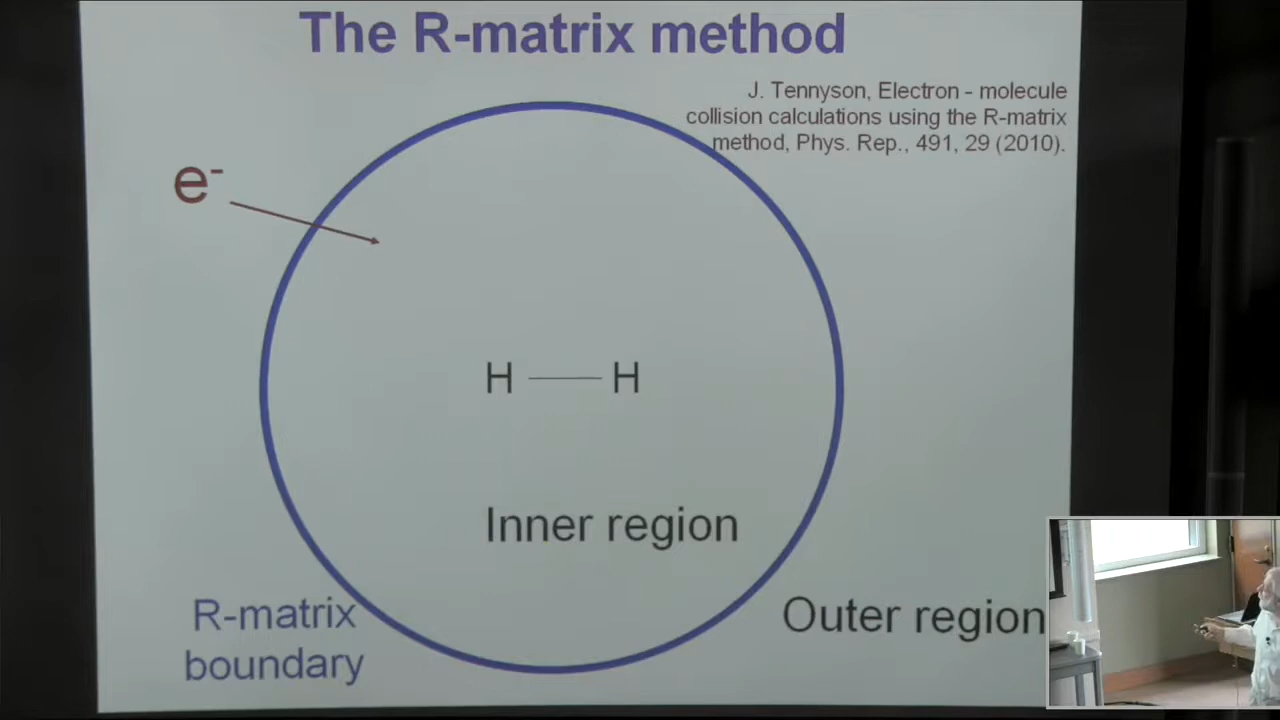 The R-matrix method
J. Tennyson, Electron - molecule
collision calculations using the R-matrix
method, Phys. Rep., 491, 29 (2010).
e-
H H
Inner region
R-matrix
boundary
Outer region